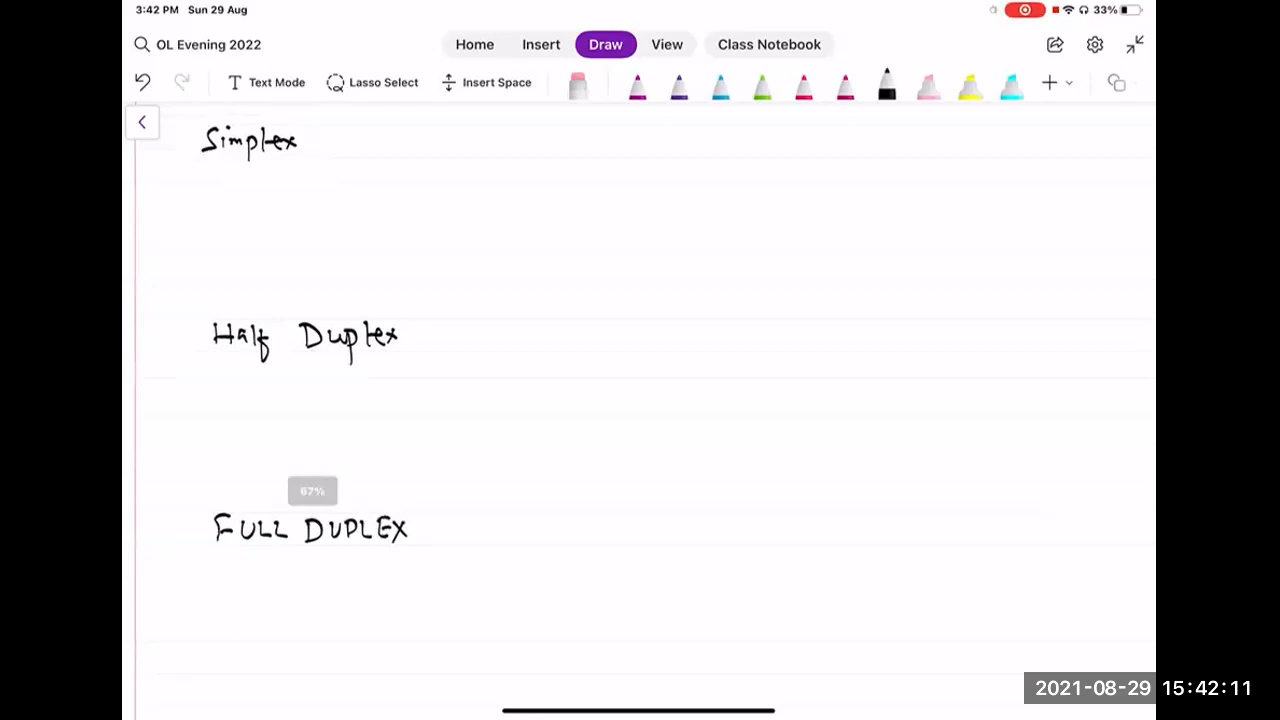 3:42 PM Sun 29 Aug 33%
OL Evening 2022 Home Insert Draw View Class Notebook
Text Mode Lasso Select Insert Space
Simplex
Half Duplex
67%
FULL DUPLEX
2021-08-29 15:42:11